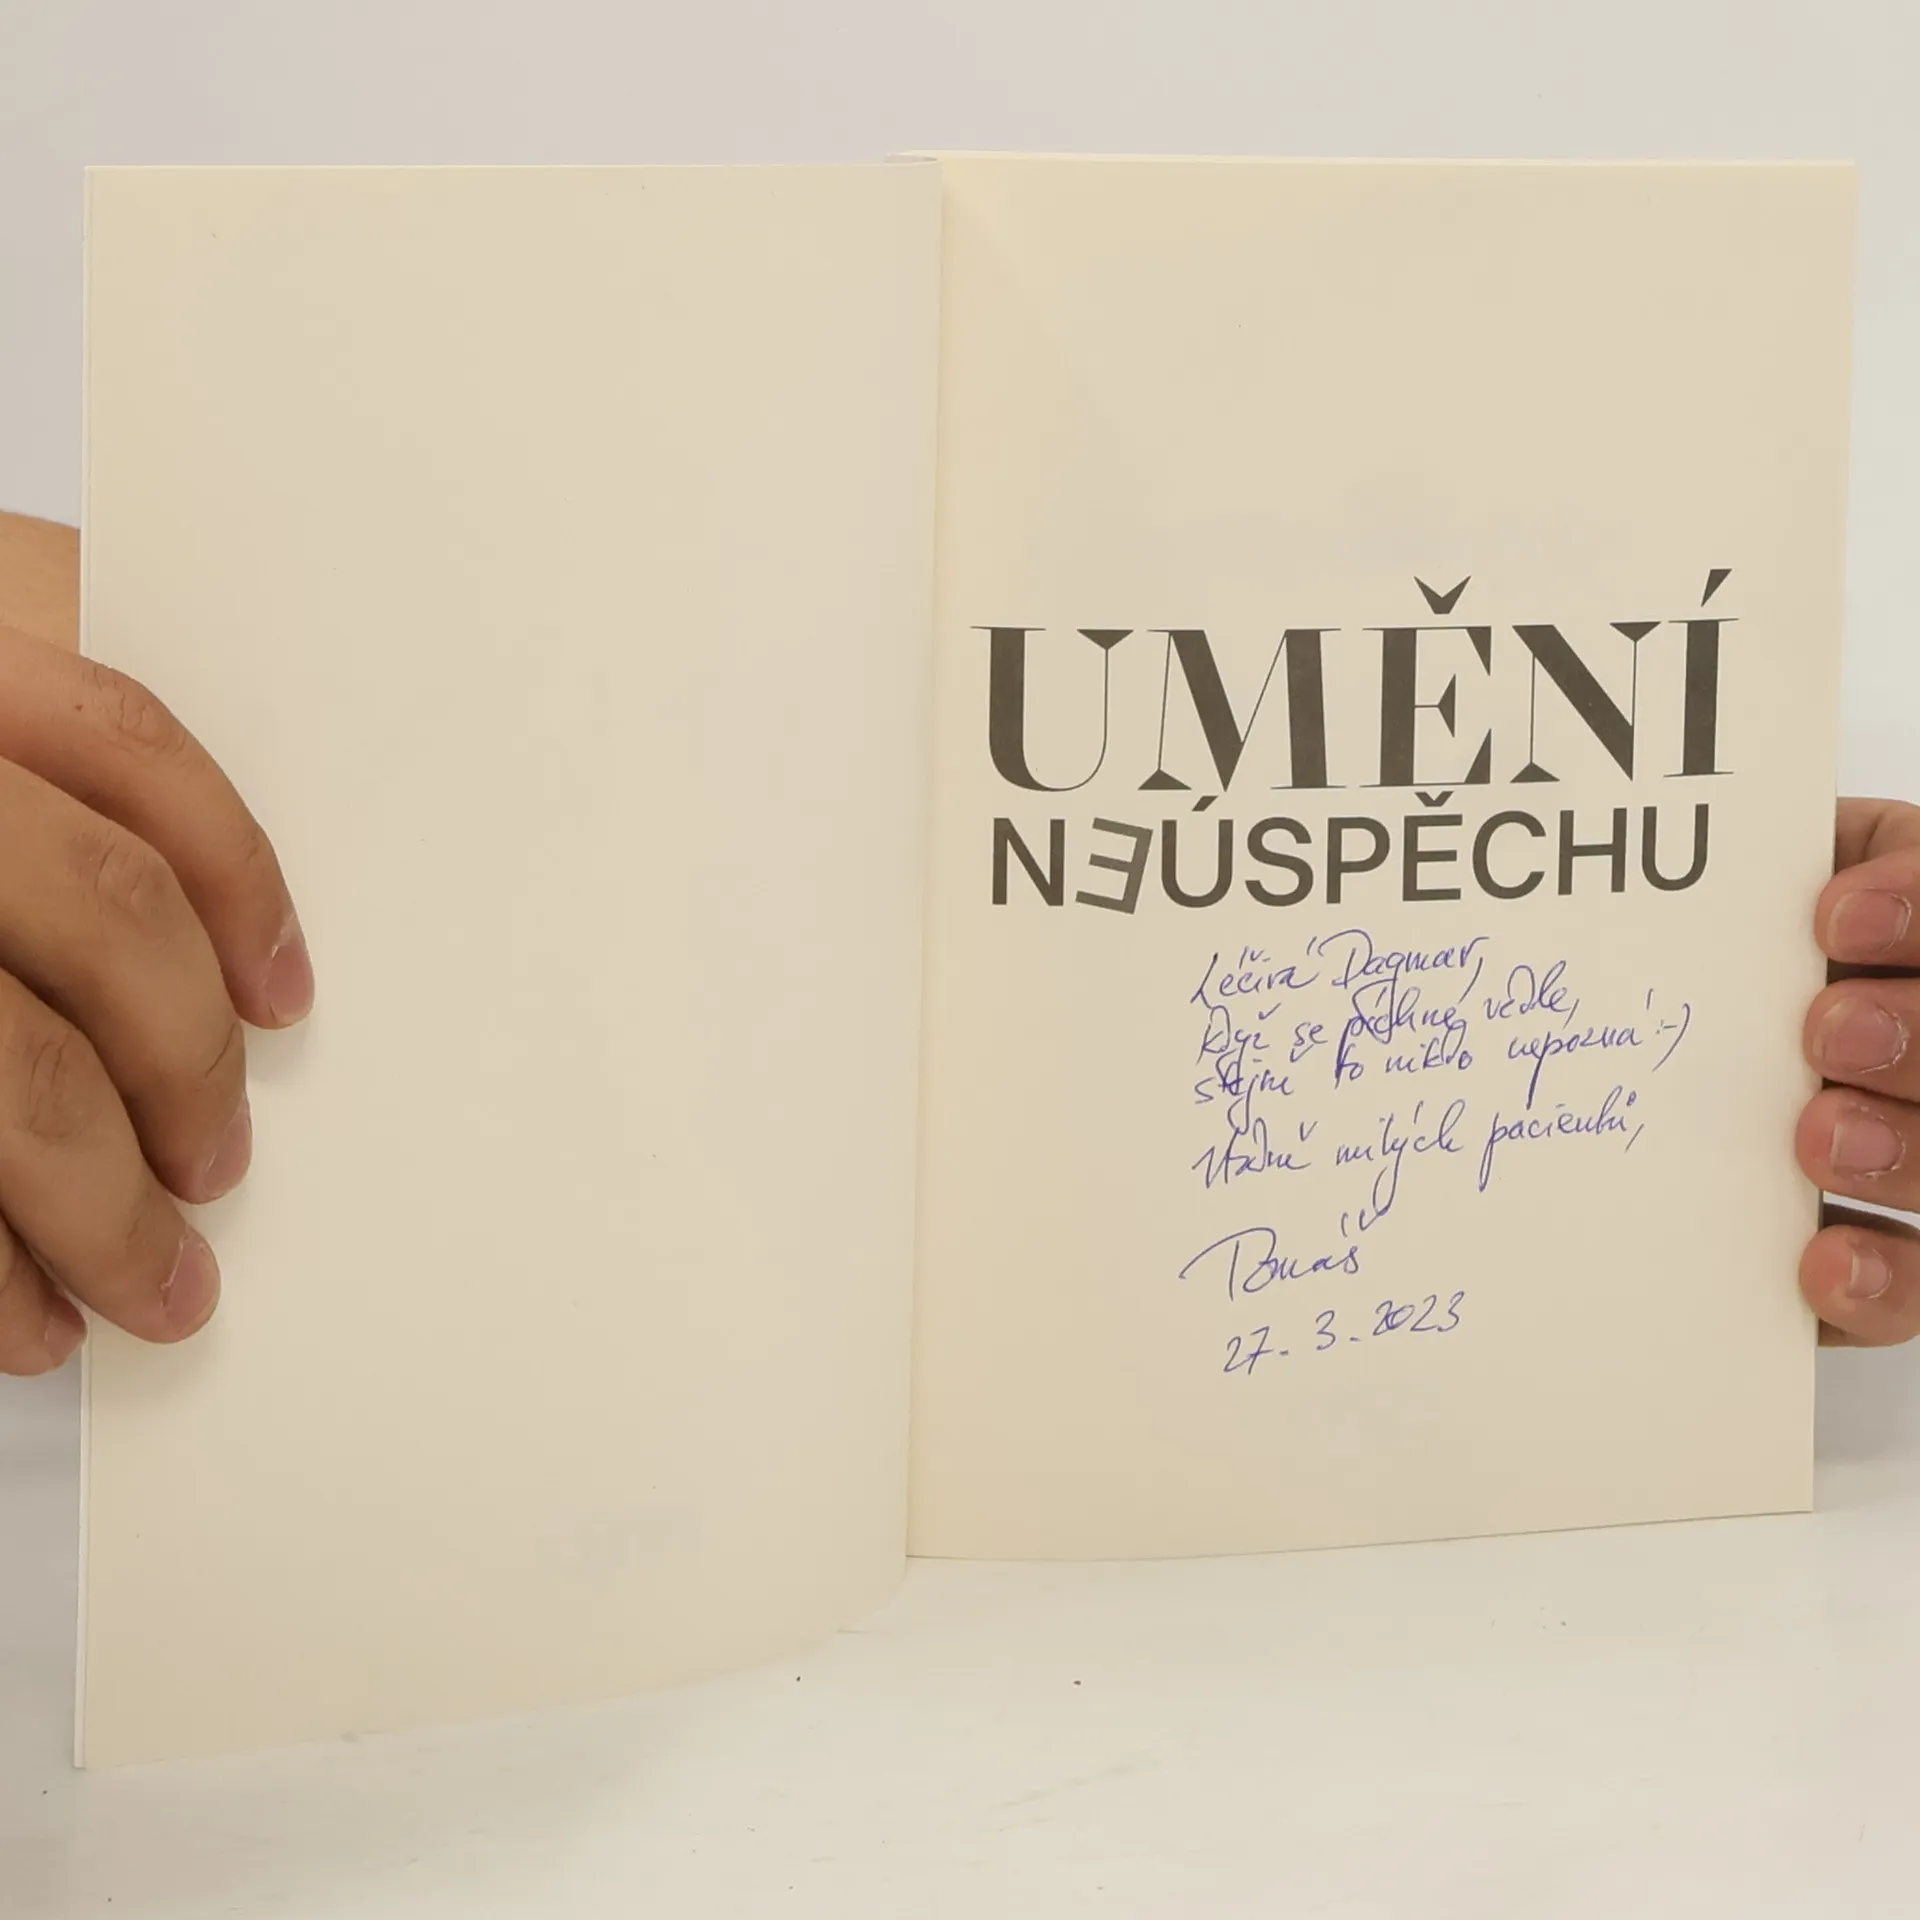 UMĚNÍ
NEÚSPĚCHU
Léčivá Dagmar,
když se píchne vedle,
stejně to nikdo nepozná :-)
Hodně milých pacientů,
Tomáš
27. 3. 2023